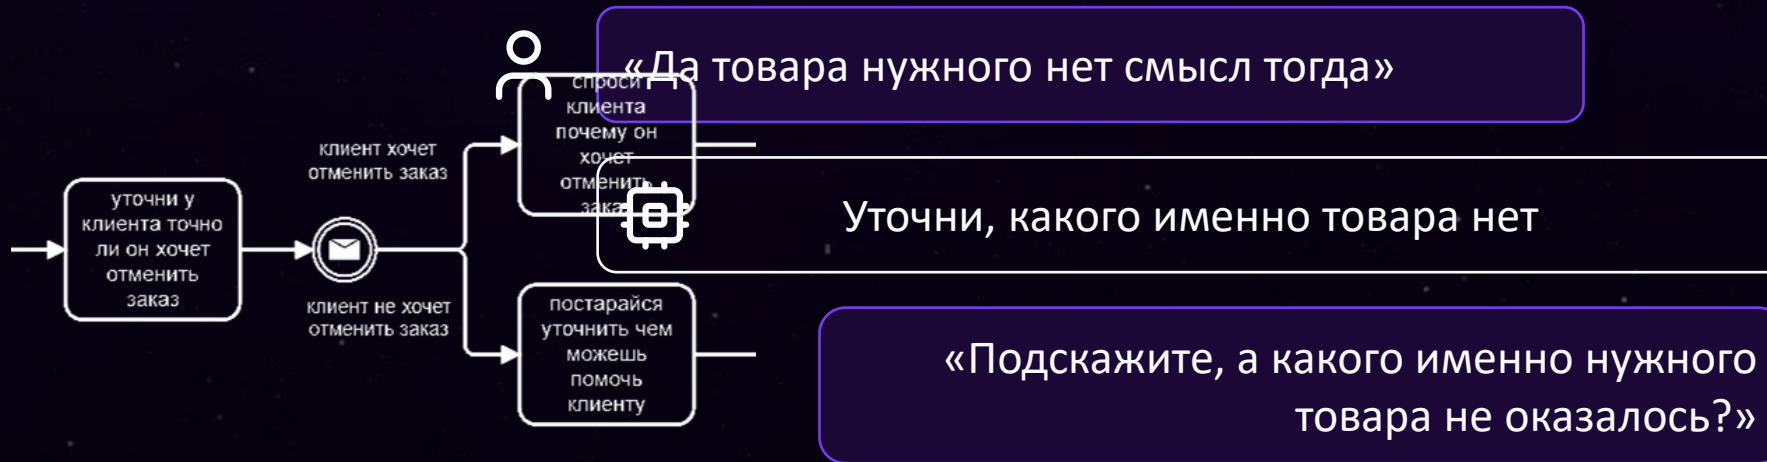 уточни у
клиента точно
ли он хочет
отменить
заказ
клиент хочет
отменить заказ
клиент не хочет
отменить заказ
спроси
клиента
почему он
хочет
отменить
постарайся
уточнить чем
можешь
помочь
клиенту
«Да товара нужного нет смысл тогда»
Уточни, какого именно товара нет
«Подскажите, а какого именно нужного
товара не оказалось?»